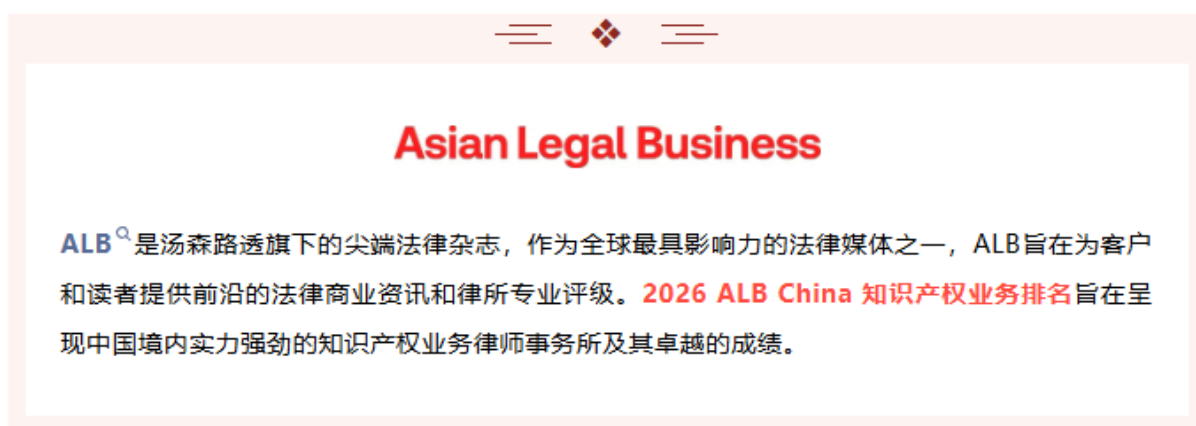 Asian Legal Business
ALB是汤森路透旗下的尖端法律杂志，作为全球最具影响力的法律媒体之一，ALB旨在为客户
和读者提供前沿的法律商业资讯和律所专业评级。2026 ALB China 知识产权业务排名旨在呈
现中国境内实力强劲的知识产权业务律师事务所及其卓越的成绩。